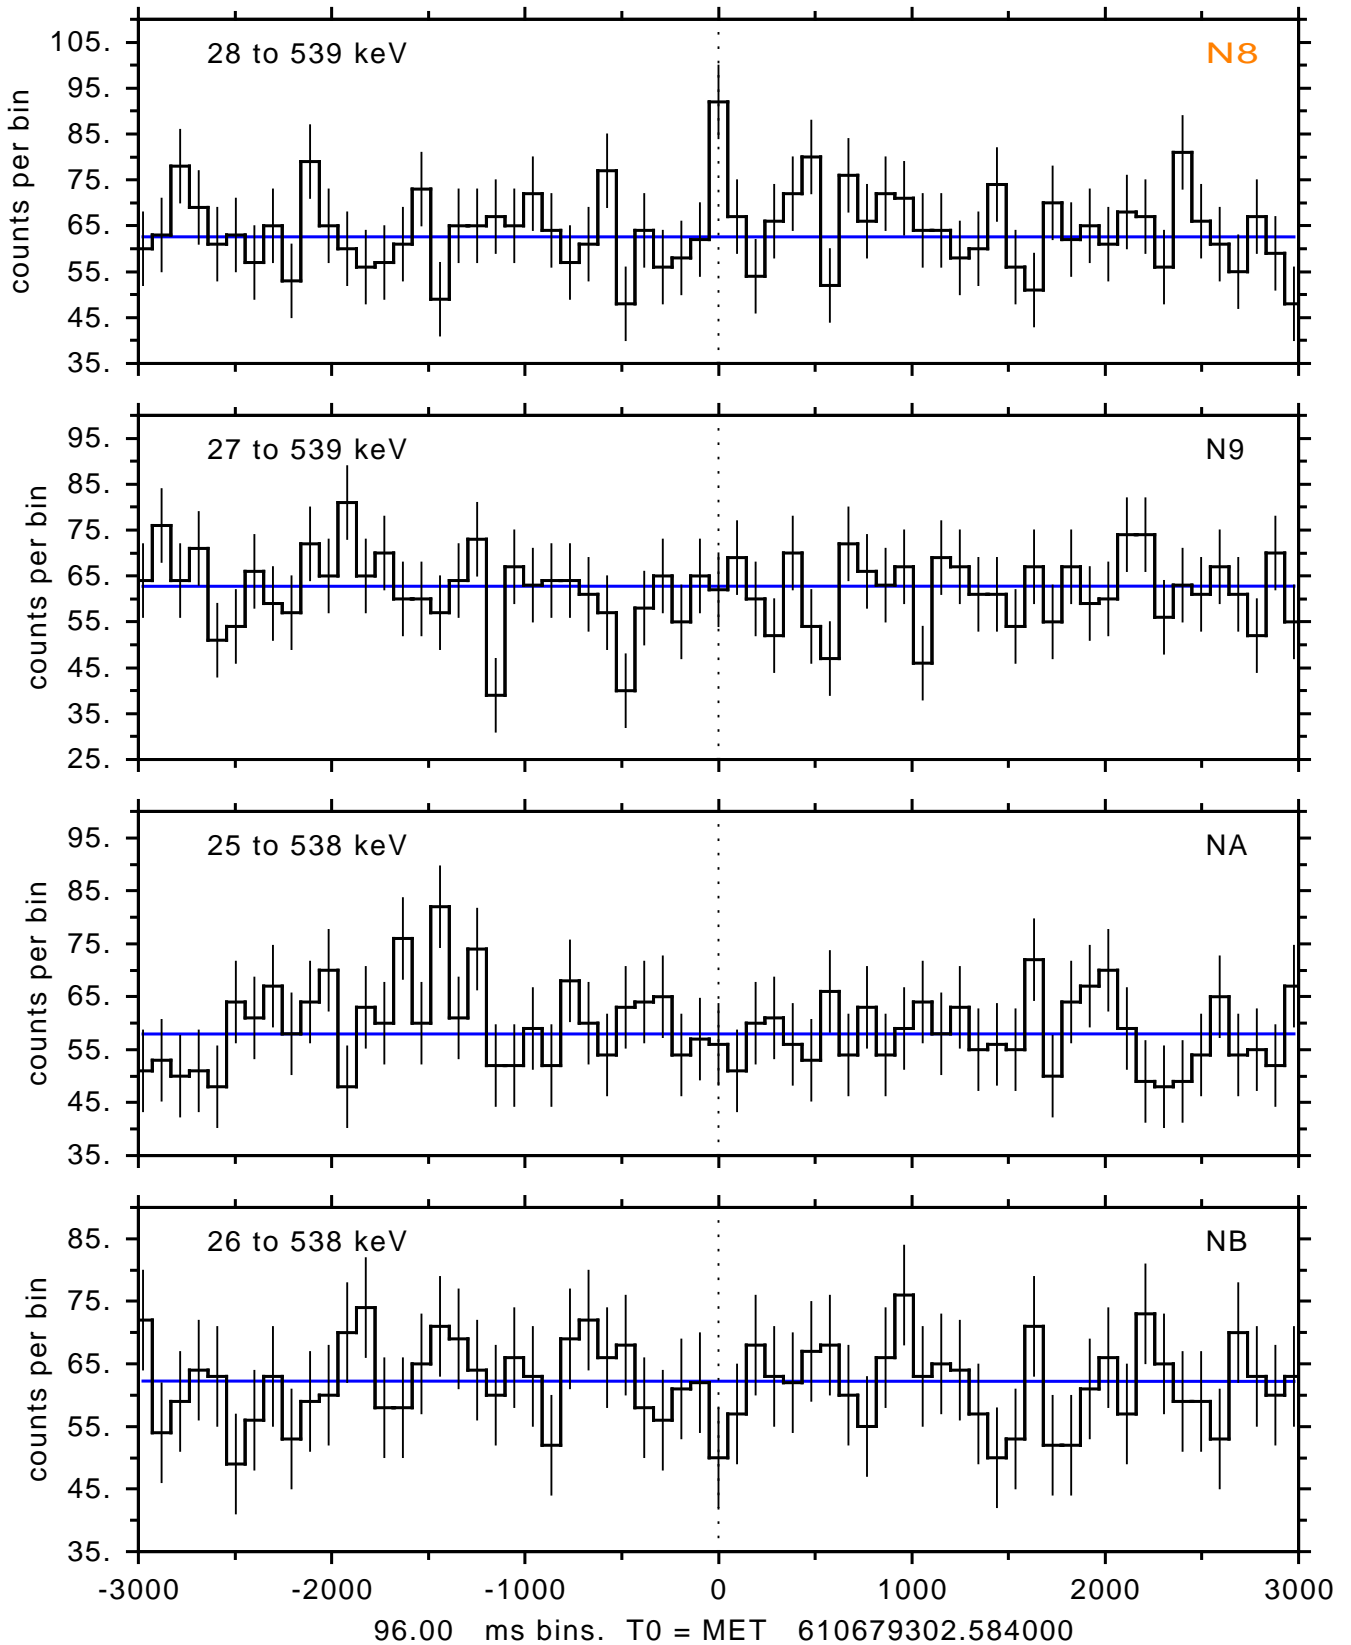 105.
28 to 539 keV
N8
95.
85.
75.
65.
55.
45.
35.
counts per bin
95.
27 to 539 keV
N9
85.
75.
65.
55.
45.
35.
25.
counts per bin
95.
25 to 538 keV
NA
85.
75.
65.
55.
45.
35.
counts per bin
85.
26 to 538 keV
NB
75.
65.
55.
45.
35.
counts per bin
-3000 -2000 -1000 0 1000 2000 3000
96.00 ms bins. T0 = MET 610679302.584000